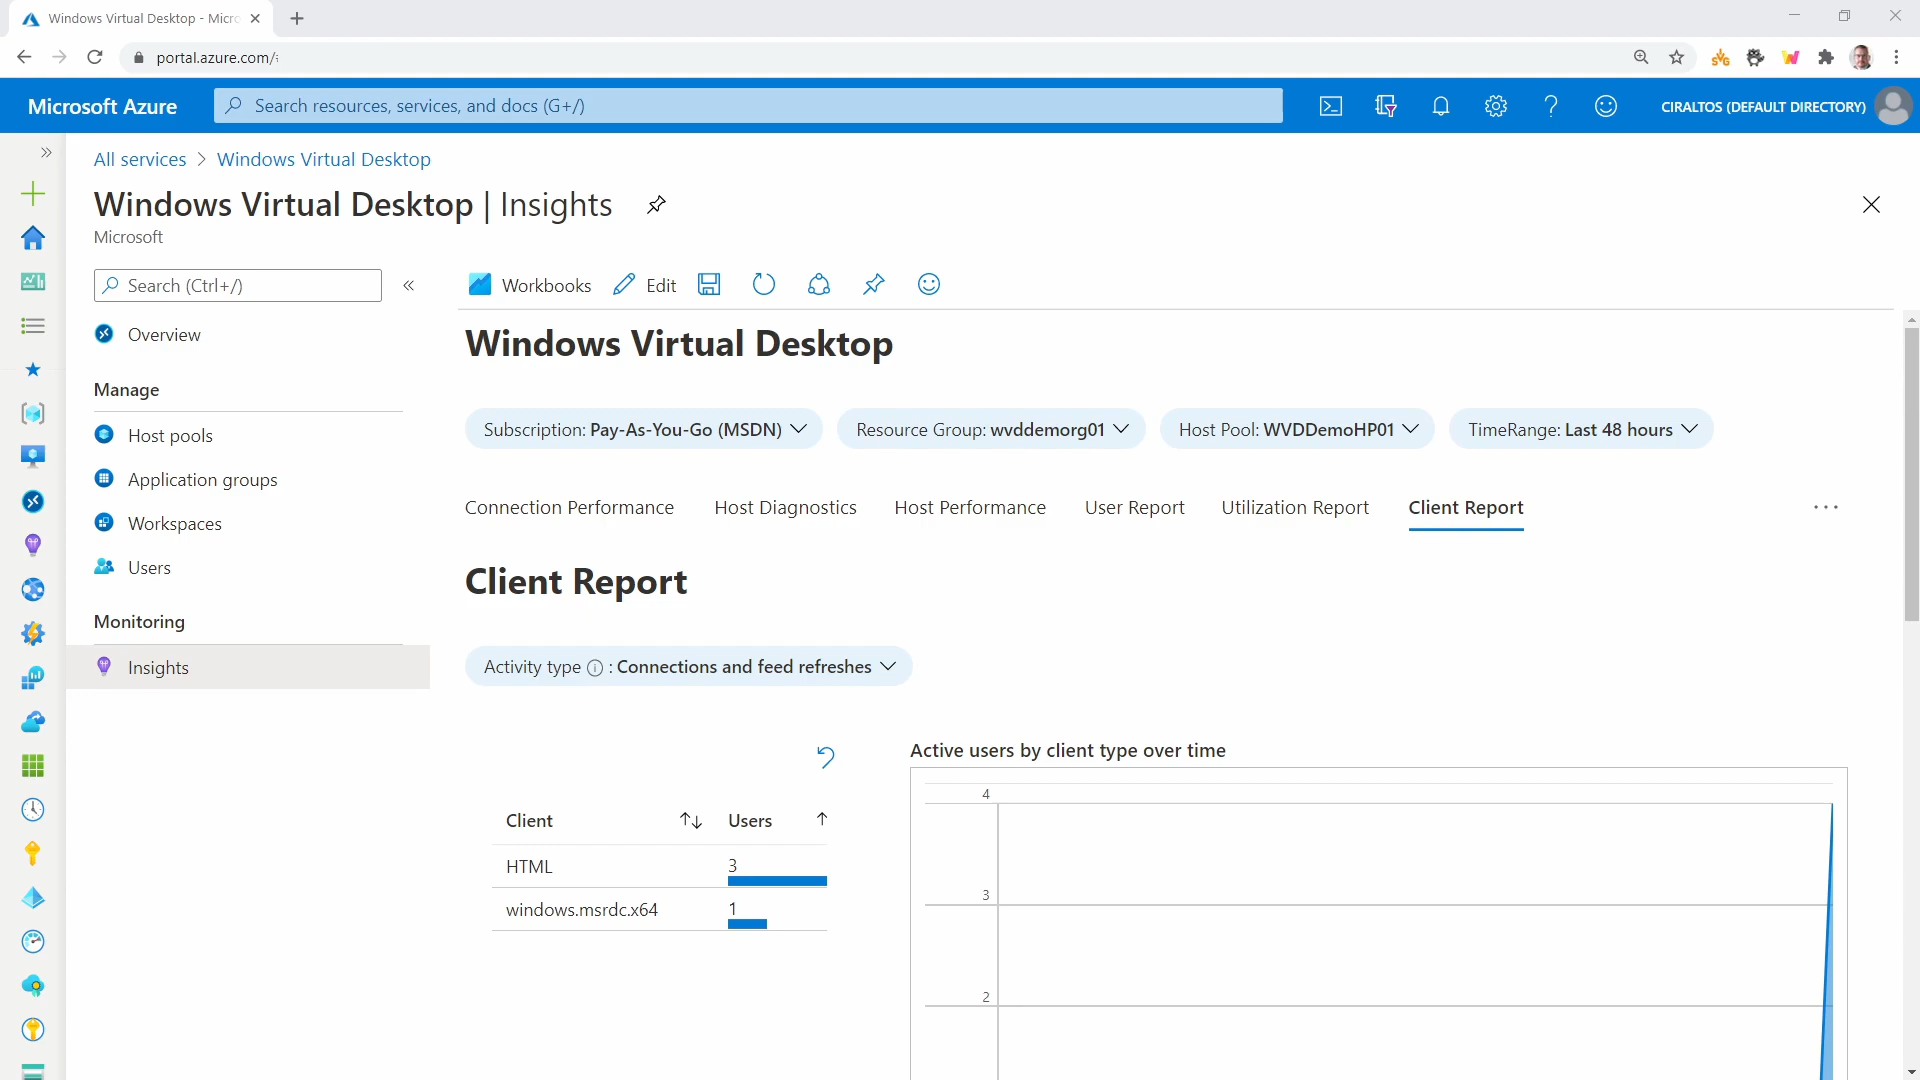 Windows Virtual Desktop - Micro
portal.azure.com/
Microsoft Azure
Search resources, services, and docs (G+/)
CIRALTOS (DEFAULT DIRECTORY)
All services > Windows Virtual Desktop
Windows Virtual Desktop | Insights
Microsoft
Search (Ctrl+/)
Workbooks
Edit
Overview
Manage
Host pools
Application groups
Workspaces
Users
Monitoring
Insights
Windows Virtual Desktop
Subscription: Pay-As-You-Go (MSDN)
Resource Group: wvddemorg01
Host Pool: WVDDemoHP01
TimeRange: Last 48 hours
Connection Performance
Host Diagnostics
Host Performance
User Report
Utilization Report
Client Report
Client Report
Activity type : Connections and feed refreshes
Client
Users
HTML
3
windows.msrdc.x64
1
Active users by client type over time
4
3
2